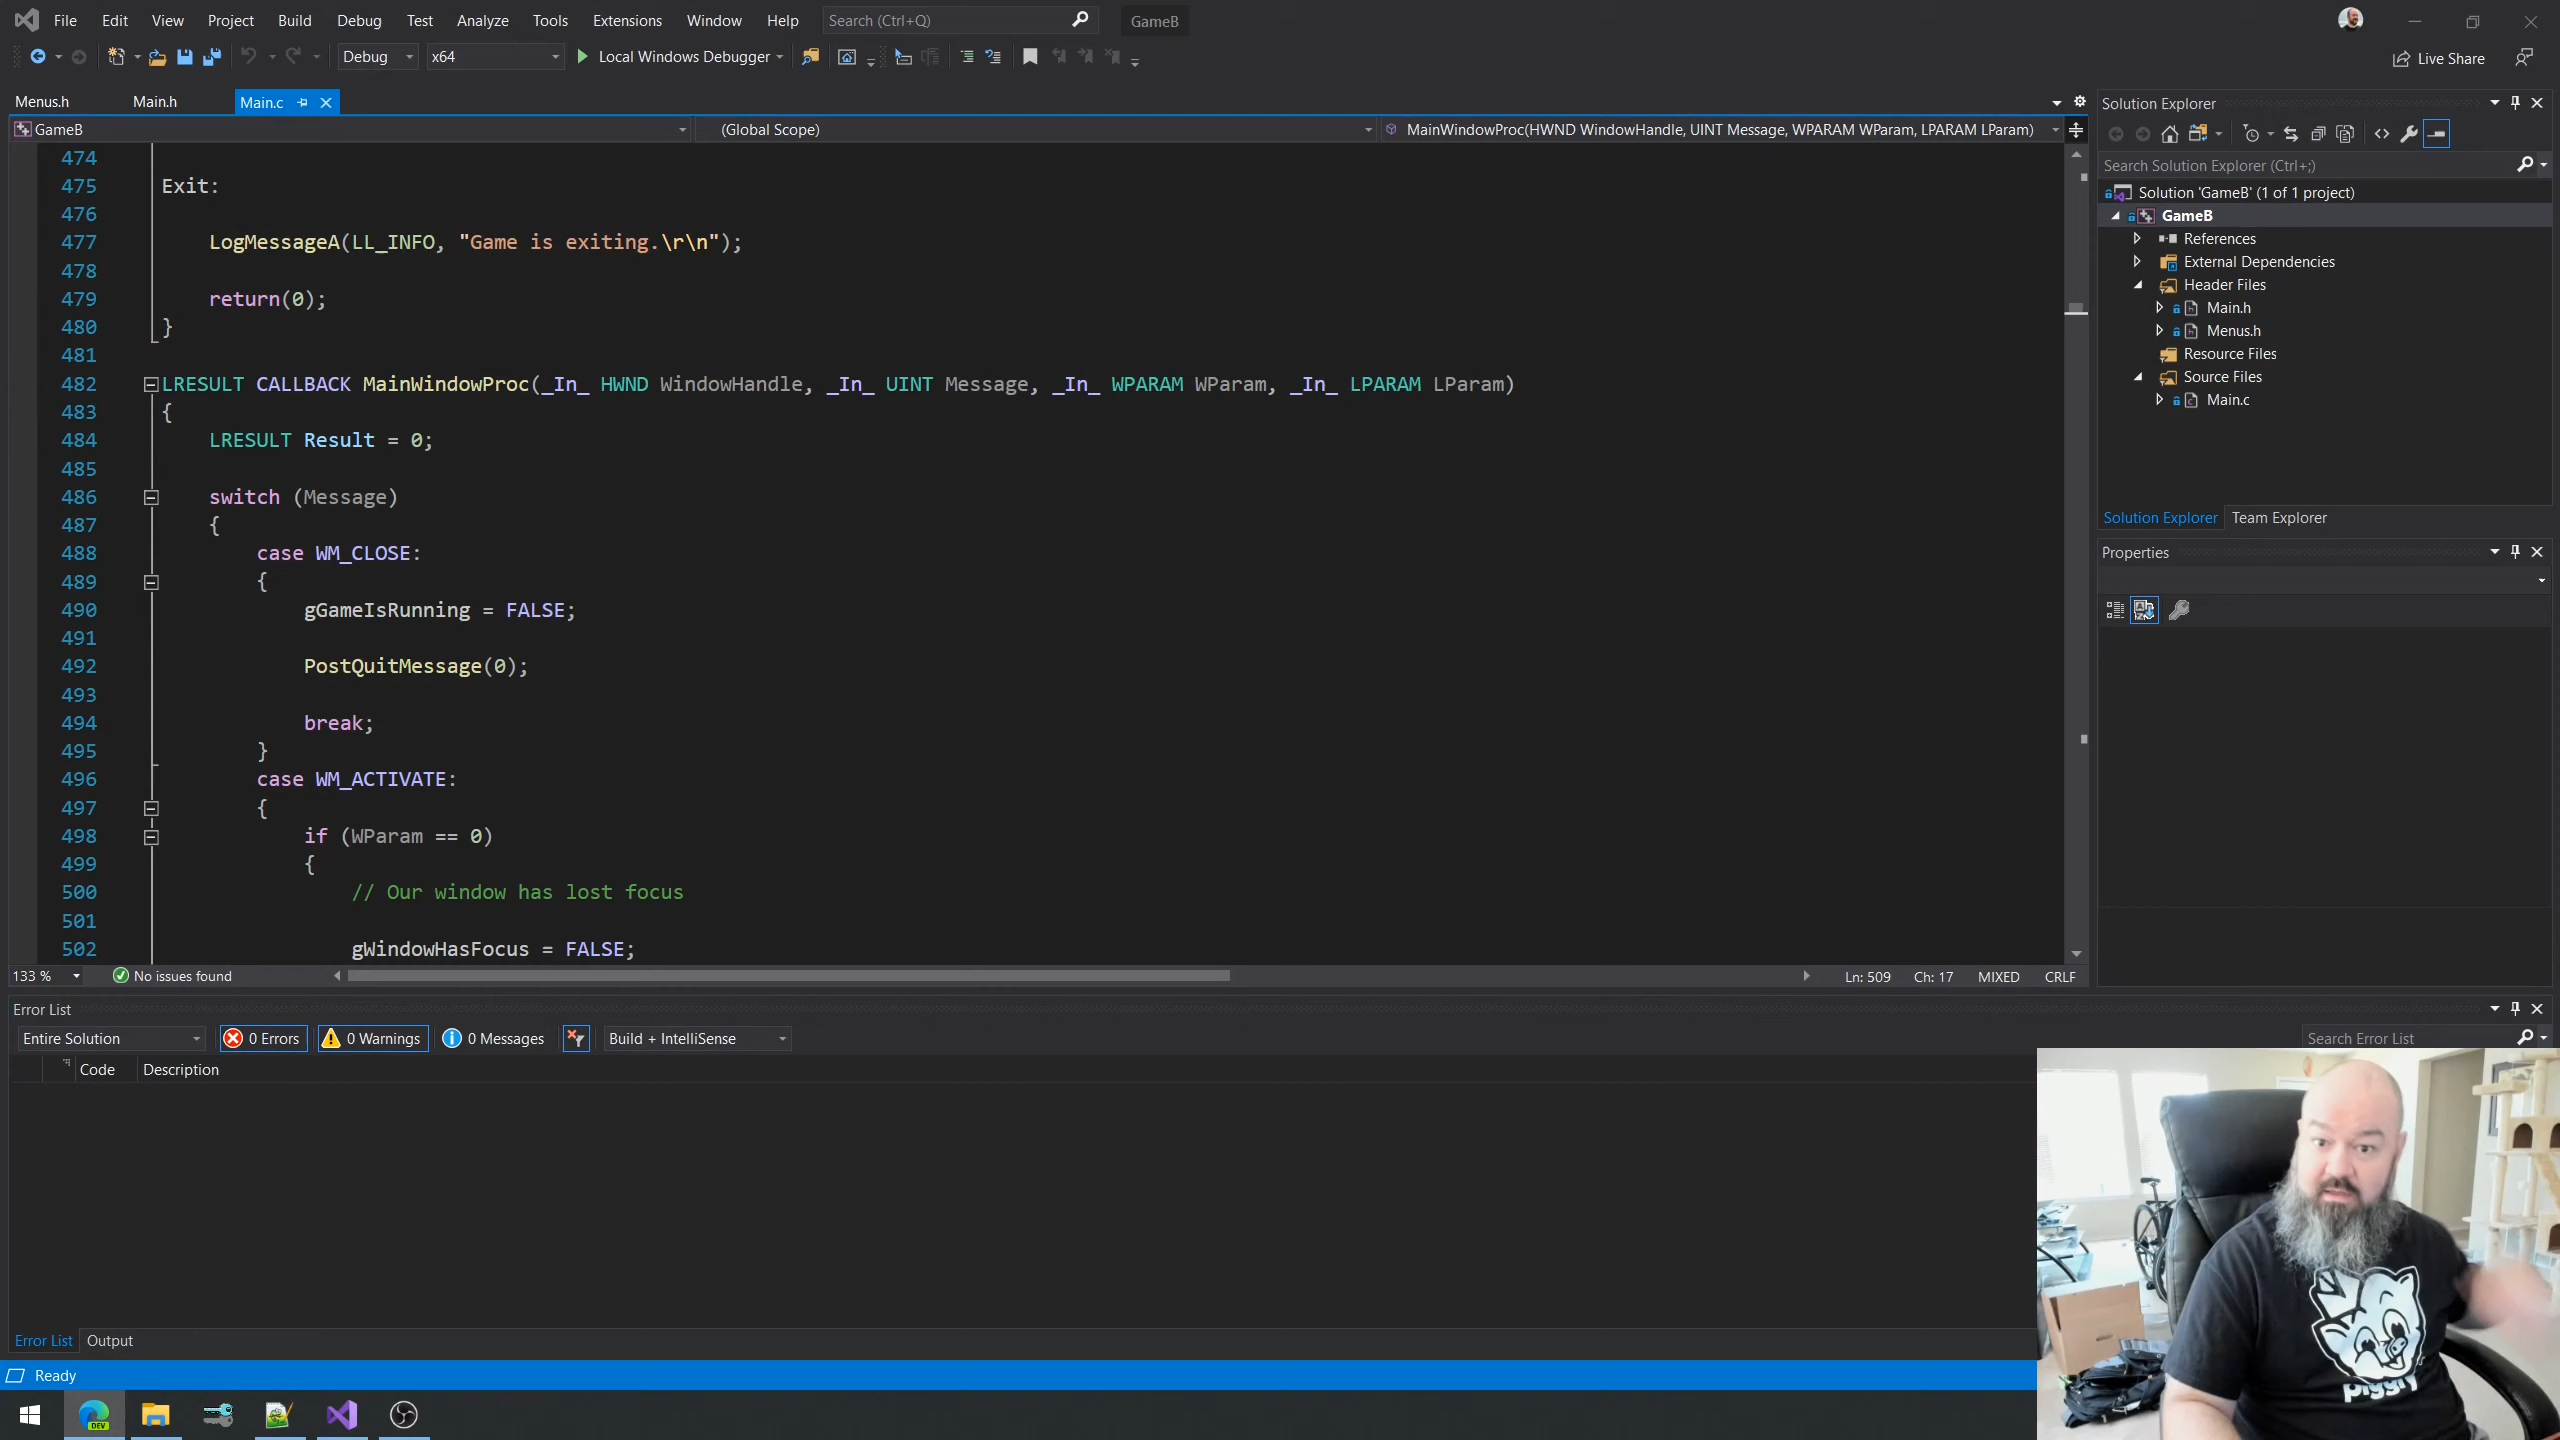 File Edit View Project Build Debug Test Analyze Tools Extensions Window Help Search (Ctrl+Q) GameB
Debug x64 Local Windows Debugger Live Share
Menus.h Main.h Main.c
GameB (Global Scope) MainWindowProc(HWND WindowHandle, UINT Message, WPARAM WParam, LPARAM LParam)
474
475 Exit:
476
477 LogMessageA(LL_INFO, "Game is exiting.\r\n");
478
479 return(0);
480 }
481
482 LRESULT CALLBACK MainWindowProc(_In_ HWND WindowHandle, _In_ UINT Message, _In_ WPARAM WParam, _In_ LPARAM LParam)
483 {
484 LRESULT Result = 0;
485
486 switch (Message)
487 {
488 case WM_CLOSE:
489 {
490 gGameIsRunning = FALSE;
491
492 PostQuitMessage(0);
493
494 break;
495 }
496 case WM_ACTIVATE:
497 {
498 if (WParam == 0)
499 {
500 // Our window has lost focus
501
502 gWindowHasFocus = FALSE;
133 % No issues found Ln: 509 Ch: 17 MIXED CRLF
Solution Explorer
Search Solution Explorer (Ctrl+;)
Solution 'GameB' (1 of 1 project)
GameB
References
External Dependencies
Header Files
Main.h
Menus.h
Resource Files
Source Files
Main.c
Solution Explorer Team Explorer
Properties
Error List
Entire Solution 0 Errors 0 Warnings 0 Messages Build + IntelliSense Search Error List
Code Description
Error List Output
Ready
DEV
piggly